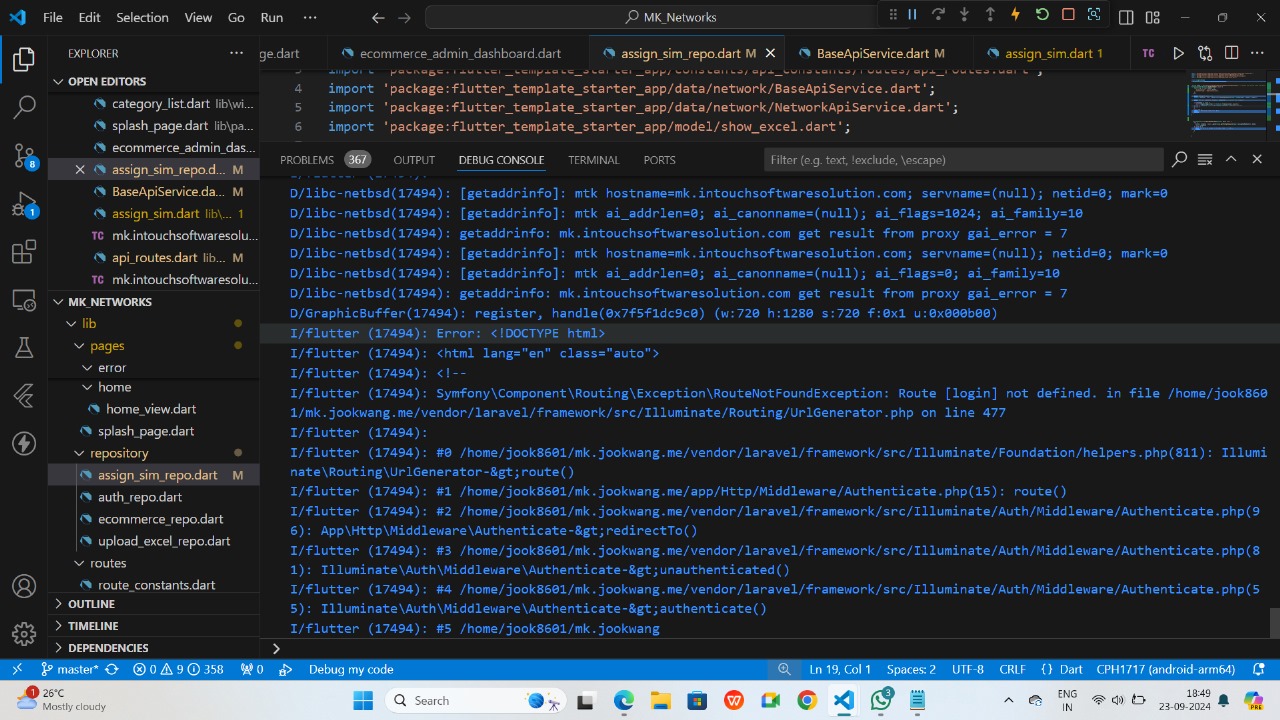 File Edit Selection View Go Run ··· MK_Networks
EXPLORER ···
OPEN EDITORS
category_list.dart lib\wi...
splash_page.dart lib\pa...
ecommerce_admin_das...
assign_sim_repo.d... M
BaseApiService.da... M
assign_sim.dart lib\... 1
TC mk.intouchsoftwaresolu...
api_routes.dart lib... M
TC mk.intouchsoftwaresolu...
MK_NETWORKS
lib
pages
error
home
home_view.dart
splash_page.dart
repository
assign_sim_repo.dart M
auth_repo.dart
ecommerce_repo.dart
upload_excel_repo.dart
routes
route_constants.dart
OUTLINE
TIMELINE
DEPENDENCIES
8
1
ge.dart ecommerce_admin_dashboard.dart assign_sim_repo.dart M BaseApiService.dart M assign_sim.dart 1 TC ···
import 'package:flutter_template_starter_app/constants/api_constants/routes/api_routes.dart';
4 import 'package:flutter_template_starter_app/data/network/BaseApiService.dart';
5 import 'package:flutter_template_starter_app/data/network/NetworkApiService.dart';
6 import 'package:flutter_template_starter_app/model/show_excel.dart';
PROBLEMS 367 OUTPUT DEBUG CONSOLE TERMINAL PORTS Filter (e.g. text, !exclude, \escape)
D/libc-netbsd(17494): [getaddrinfo]: mtk hostname=mk.intouchsoftwaresolution.com; servname=(null); netid=0; mark=0
D/libc-netbsd(17494): [getaddrinfo]: mtk ai_addrlen=0; ai_canonname=(null); ai_flags=1024; ai_family=10
D/libc-netbsd(17494): getaddrinfo: mk.intouchsoftwaresolution.com get result from proxy gai_error = 7
D/libc-netbsd(17494): [getaddrinfo]: mtk hostname=mk.intouchsoftwaresolution.com; servname=(null); netid=0; mark=0
D/libc-netbsd(17494): [getaddrinfo]: mtk ai_addrlen=0; ai_canonname=(null); ai_flags=0; ai_family=10
D/libc-netbsd(17494): getaddrinfo: mk.intouchsoftwaresolution.com get result from proxy gai_error = 7
D/GraphicBuffer(17494): register, handle(0x7f5f1dc9c0) (w:720 h:1280 s:720 f:0x1 u:0x000b00)
I/flutter (17494): Error: <!DOCTYPE html>
I/flutter (17494): <html lang="en" class="auto">
I/flutter (17494): <!--
I/flutter (17494): Symfony\Component\Routing\Exception\RouteNotFoundException: Route [login] not defined. in file /home/jook860
1/mk.jookwang.me/vendor/laravel/framework/src/Illuminate/Routing/UrlGenerator.php on line 477
I/flutter (17494):
I/flutter (17494): #0 /home/jook8601/mk.jookwang.me/vendor/laravel/framework/src/Illuminate/Foundation/helpers.php(811): Illumi
nate\Routing\UrlGenerator-&gt;route()
I/flutter (17494): #1 /home/jook8601/mk.jookwang.me/app/Http/Middleware/Authenticate.php(15): route()
I/flutter (17494): #2 /home/jook8601/mk.jookwang.me/vendor/laravel/framework/src/Illuminate/Auth/Middleware/Authenticate.php(9
6): App\Http\Middleware\Authenticate-&gt;redirectTo()
I/flutter (17494): #3 /home/jook8601/mk.jookwang.me/vendor/laravel/framework/src/Illuminate/Auth/Middleware/Authenticate.php(8
1): Illuminate\Auth\Middleware\Authenticate-&gt;unauthenticated()
I/flutter (17494): #4 /home/jook8601/mk.jookwang.me/vendor/laravel/framework/src/Illuminate/Auth/Middleware/Authenticate.php(5
5): Illuminate\Auth\Middleware\Authenticate-&gt;authenticate()
I/flutter (17494): #5 /home/jook8601/mk.jookwang
master* 0 9 358 0 Debug my code Ln 19, Col 1 Spaces: 2 UTF-8 CRLF {} Dart CPH1717 (android-arm64)
1 26°C
Mostly cloudy
Search
3
ENG
IN
18:49
23-09-2024